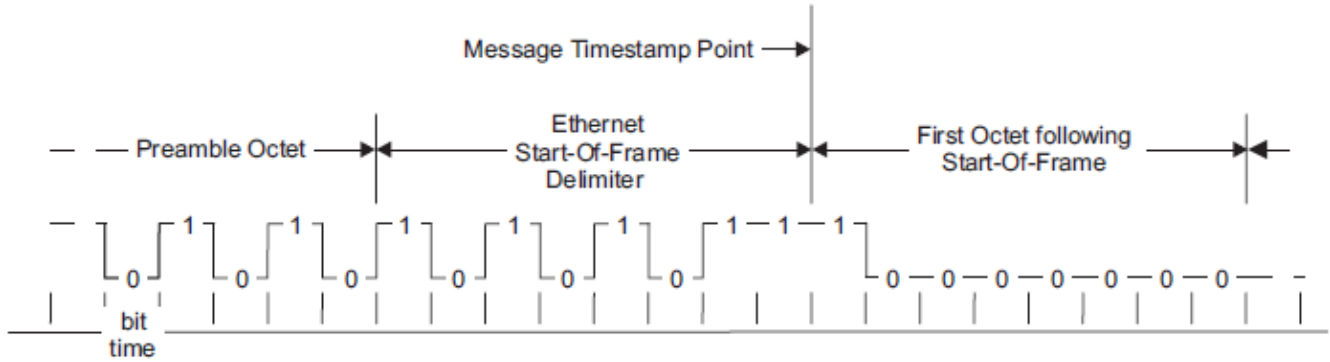 Message Timestamp Point
Preamble Octet
Ethernet
Start-Of-Frame
Delimiter
First Octet following
Start-Of-Frame
1 1 1 1 1 1 1 1
0 0 0 0 0 0 0 0 0 0 0 0 0
bit
time